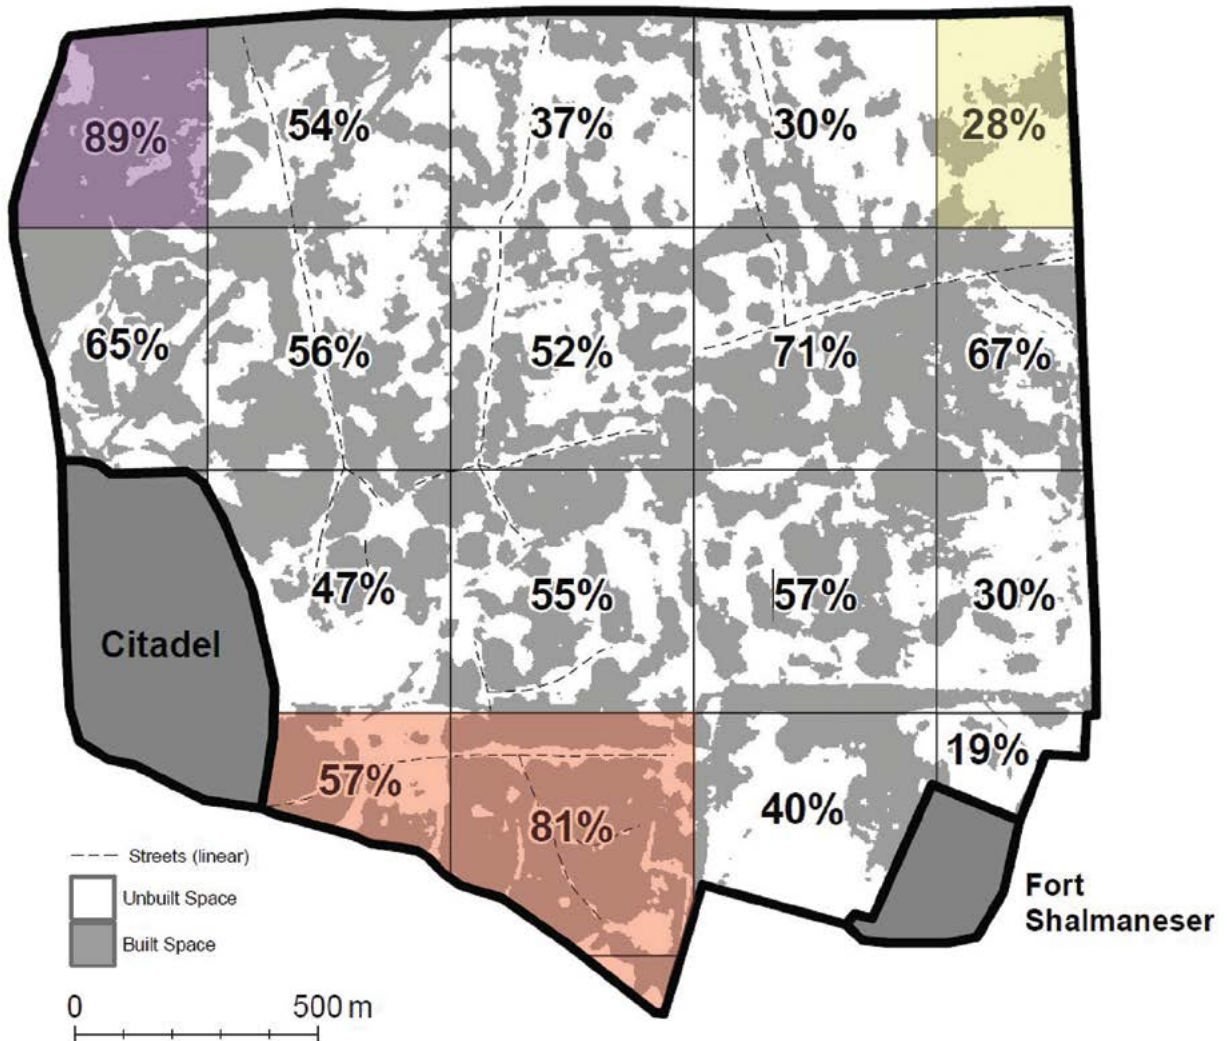 89%
54%
37%
30%
28%
65%
56%
52%
71%
67%
47%
55%
57%
30%
Citadel
57%
81%
40%
19%
Streets (linear)
Unbuilt Space
Built Space
Fort
Shalmaneser
0 500 m